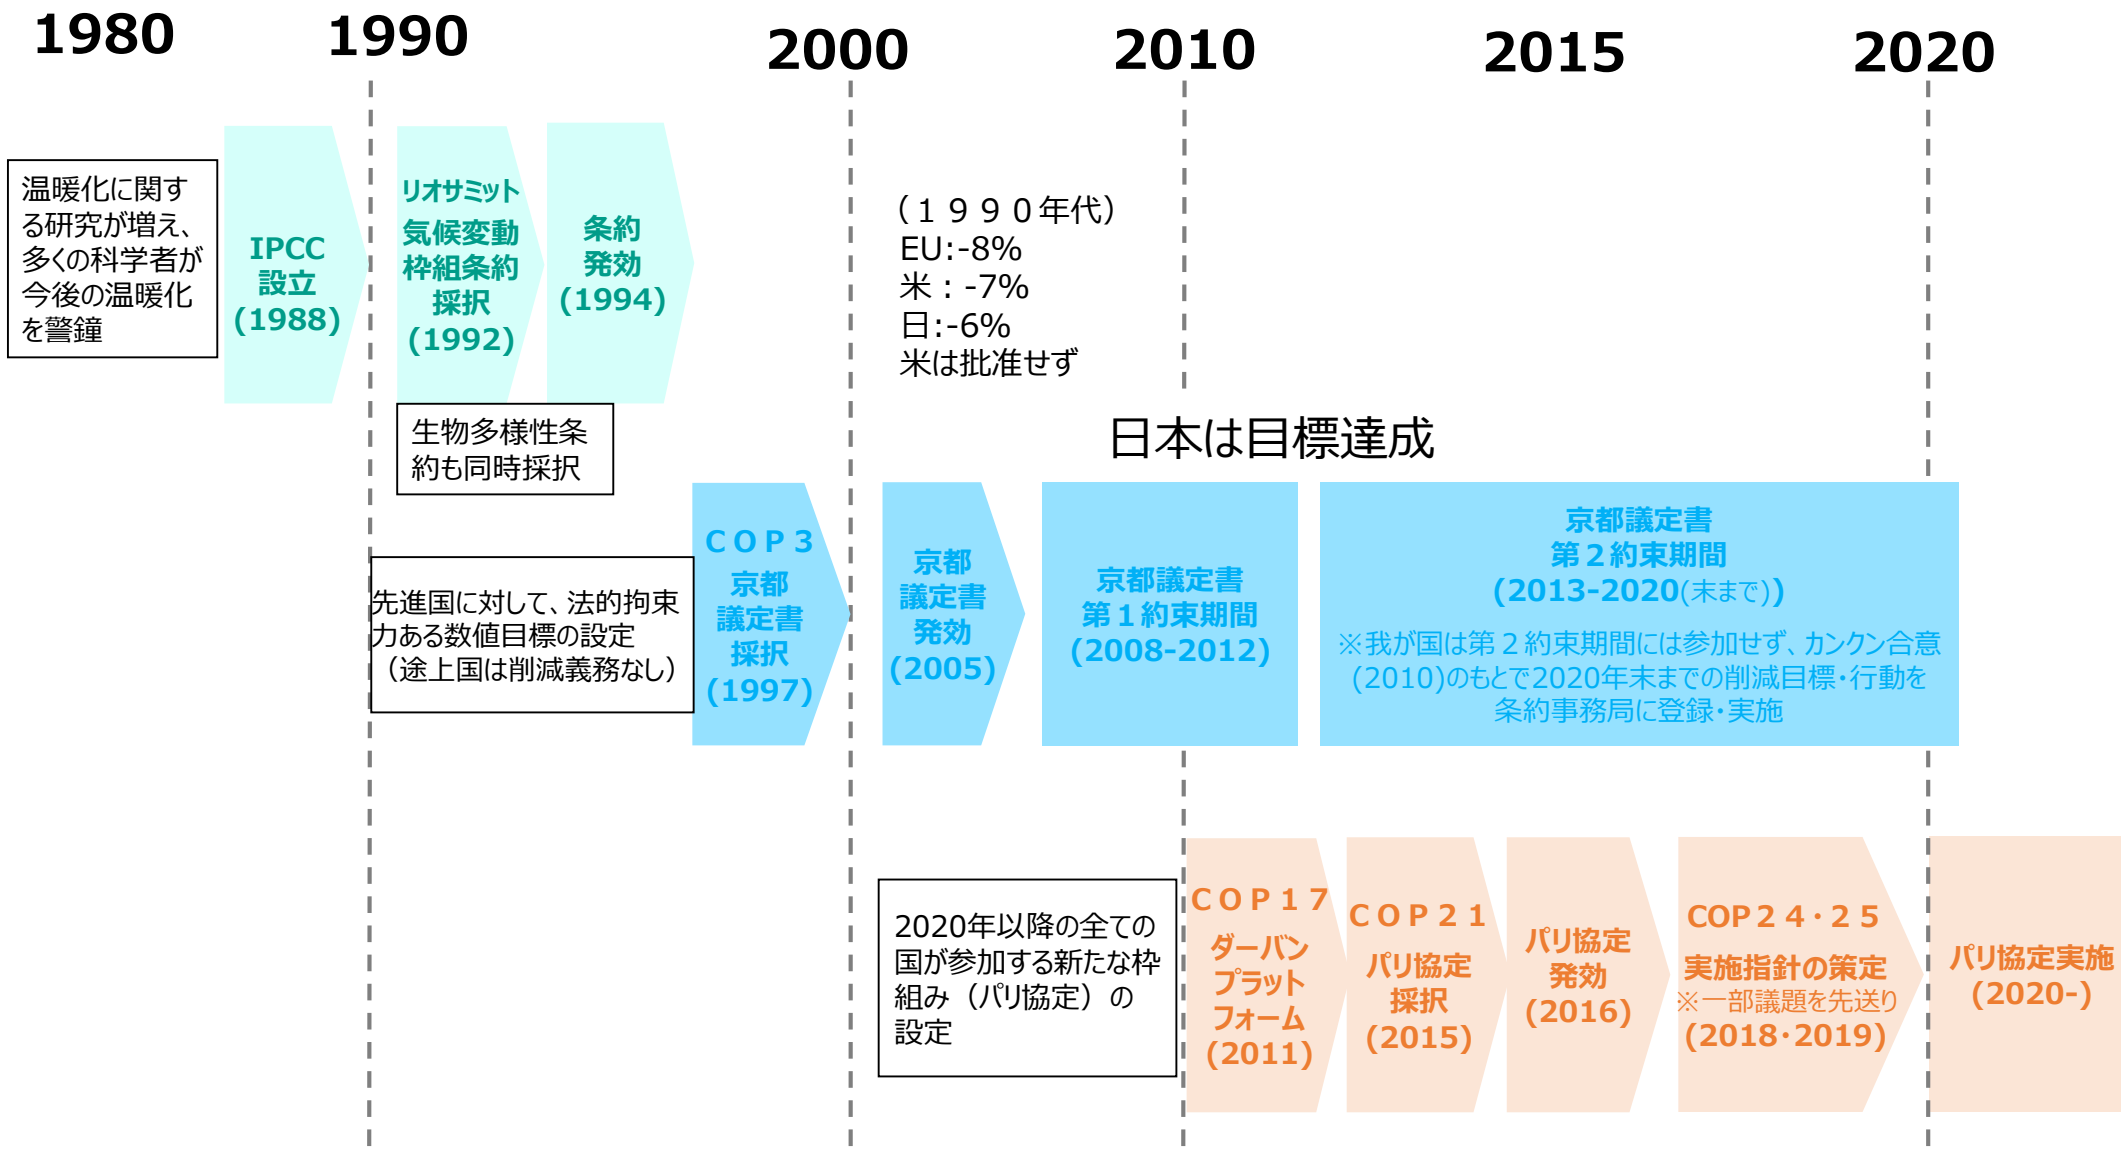 1980
1990
2000
2010
2015
2020
温暖化に関す
る研究が増え、
多くの科学者が
今後の温暖化
を警鐘
IPCC
設立
(1988)
リオサミット
気候変動
枠組条約
採択
(1992)
条約
発効
(1994)
(１９９０年代)
EU:-8%
米：-7%
日:-6%
米は批准せず
生物多様性条
約も同時採択
日本は目標達成
先進国に対して、法的拘束
力ある数値目標の設定
（途上国は削減義務なし）
ＣＯＰ３
京都
議定書
採択
(1997)
京都
議定書
発効
(2005)
京都議定書
第１約束期間
(2008-2012)
京都議定書
第２約束期間
(2013-2020(末まで))
※我が国は第２約束期間には参加せず、カンクン合意
(2010)のもとで2020年末までの削減目標・行動を
条約事務局に登録・実施
2020年以降の全ての
国が参加する新たな枠
組み（パリ協定）の
設定
ＣＯＰ１７
ダーバン
プラット
フォーム
(2011)
ＣＯＰ２１
パリ協定
採択
(2015)
パリ協定
発効
(2016)
COP２４・２５
実施指針の策定
※一部議題を先送り
(2018・2019)
パリ協定実施
(2020-)